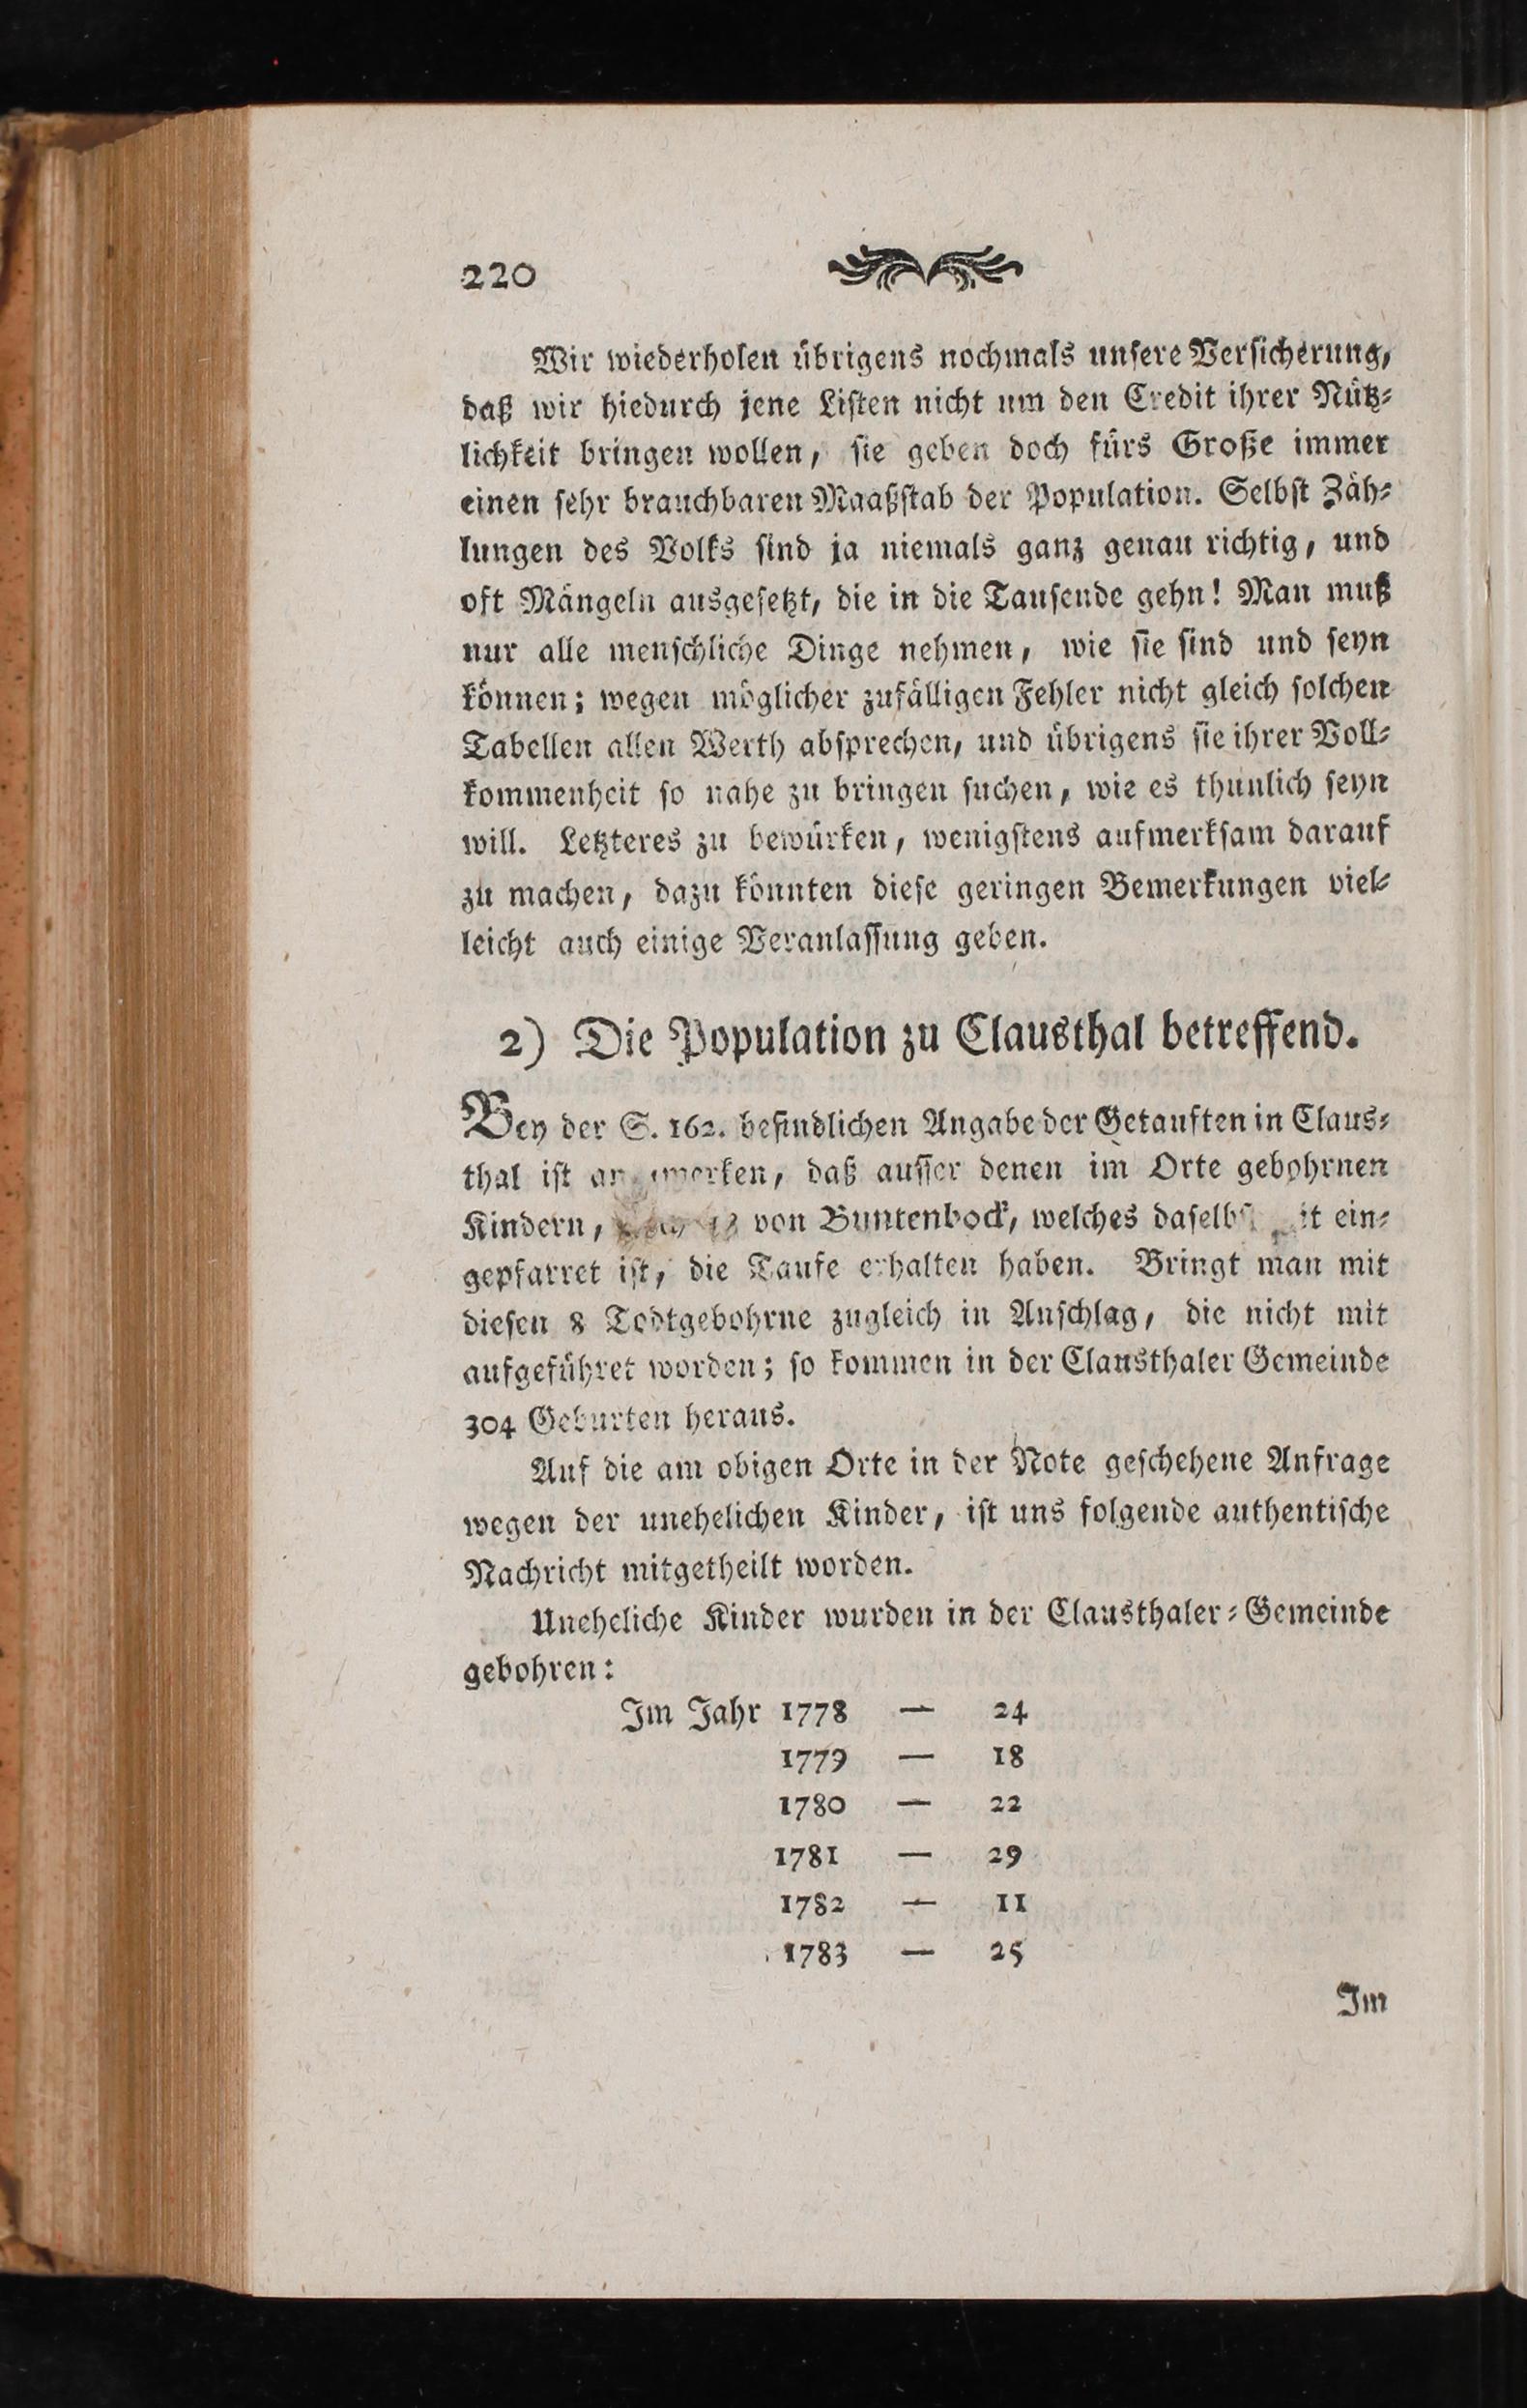 220
Wir wiederholen übrigens nochmals unsere Versicherung,
daß wir hiedurch jene Listen nicht um den Credit ihrer Nütz-
lichkeit bringen wollen, sie geben doch fürs Große immer
einen sehr brauchbaren Maaßstab der Population. Selbst Zäh-
lungen des Volks sind ja niemals ganz genau richtig, und
oft Mängeln ausgesetzt, die in die Tausende gehn! Man muß
nur alle menschliche Dinge nehmen, wie sie sind und seyn
können; wegen möglicher zufälligen Fehler nicht gleich solchen
Tabellen allen Werth absprechen, und übrigens sie ihrer Voll-
kommenheit so nahe zu bringen suchen, wie es thunlich seyn
will. Letzteres zu bewürken, wenigstens aufmerksam darauf
zu machen, dazu könnten diese geringen Bemerkungen viel-
leicht auch einige Veranlassung geben.
2) Die Population zu Clausthal betreffend.
Bey der S. 162. befindlichen Angabe der Getauften in Claus-
thal ist daß ausser denen im Orte gebohrnen
Kindern, von Buntenbock, welches ein-
gepfarret ist, die Taufe erhalten haben. Bringt man mit
diesen 8 Todtgebohrne zugleich in Anschlag, die nicht mit
aufgeführet worden; so kommen in der Clausthaler Gemeinde
304 Geburten heraus.
Auf die am obigen Orte in der Note geschehene Anfrage
wegen der unehelichen Kinder, ist uns folgende authentische
Nachricht mitgetheilt worden.
Uneheliche Kinder wurden in der Clausthaler-Gemeinde
gebohren:
Im Jahr 1778 — 24
1779 — 18
1780 — 22
1781 — 29
1782 — 11
1783 — 25
Im